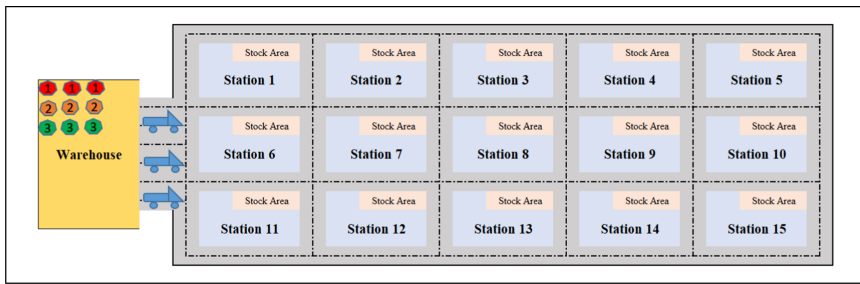 Stock Area Stock Area Stock Area Stock Area Stock Area
Station 1 Station 2 Station 3 Station 4 Station 5
1 1 1
2 2 2
3 3 3
Warehouse
Stock Area Stock Area Stock Area Stock Area Stock Area
Station 6 Station 7 Station 8 Station 9 Station 10
Stock Area Stock Area Stock Area Stock Area Stock Area
Station 11 Station 12 Station 13 Station 14 Station 15